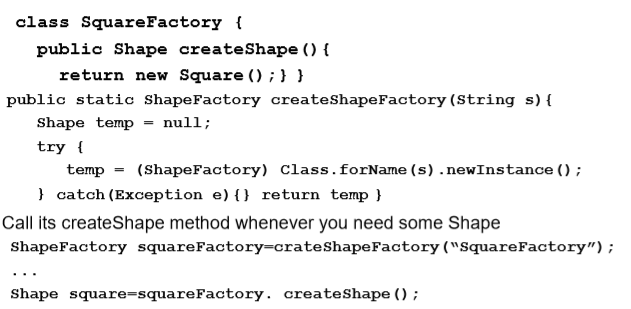 class SquareFactory {
public Shape createShape(){
return new Square();} }
public static ShapeFactory createShapeFactory(String s){
Shape temp = null;
try {
temp = (ShapeFactory) Class.forName(s).newInstance();
} catch(Exception e){} return temp }
Call its createShape method whenever you need some Shape
ShapeFactory squareFactory=crateShapeFactory(“SquareFactory”);
...
Shape square=squareFactory. createShape();